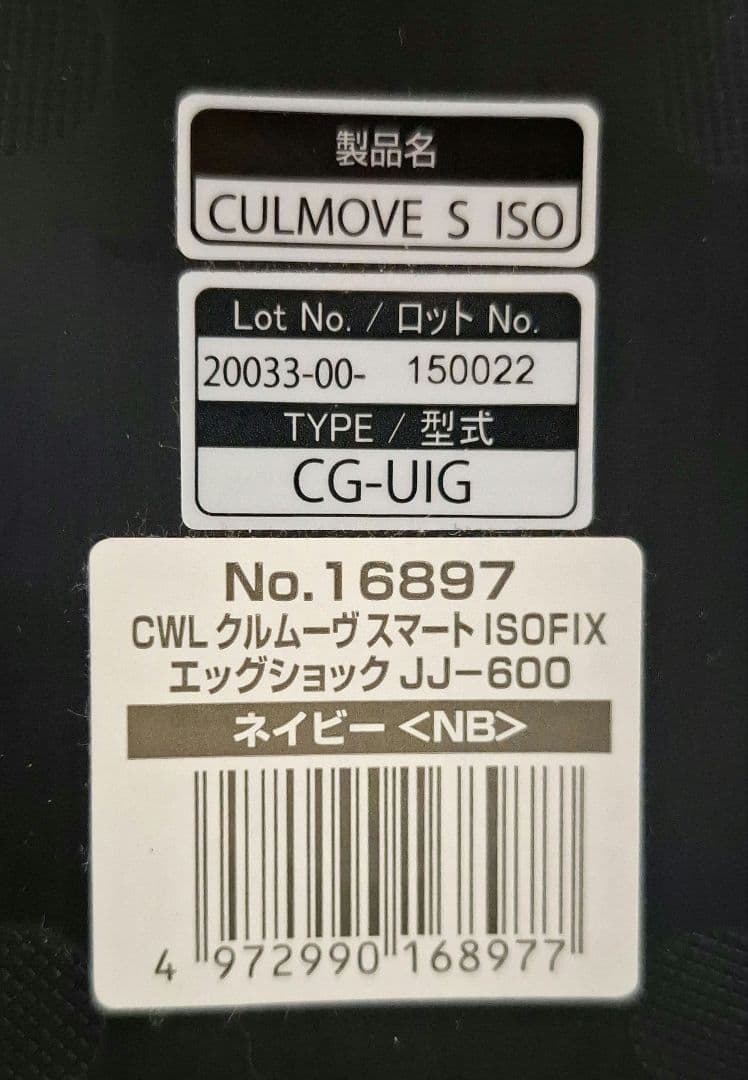 製品名
CULMOVE S ISO
Lot No. / ロット No.
20033-00- 150022
TYPE / 型式
CG-UIG
No.16897
CWL クルムーヴ スマート ISOFIX
エッグショック JJ-600
ネイビー <NB>
4 972990 168977